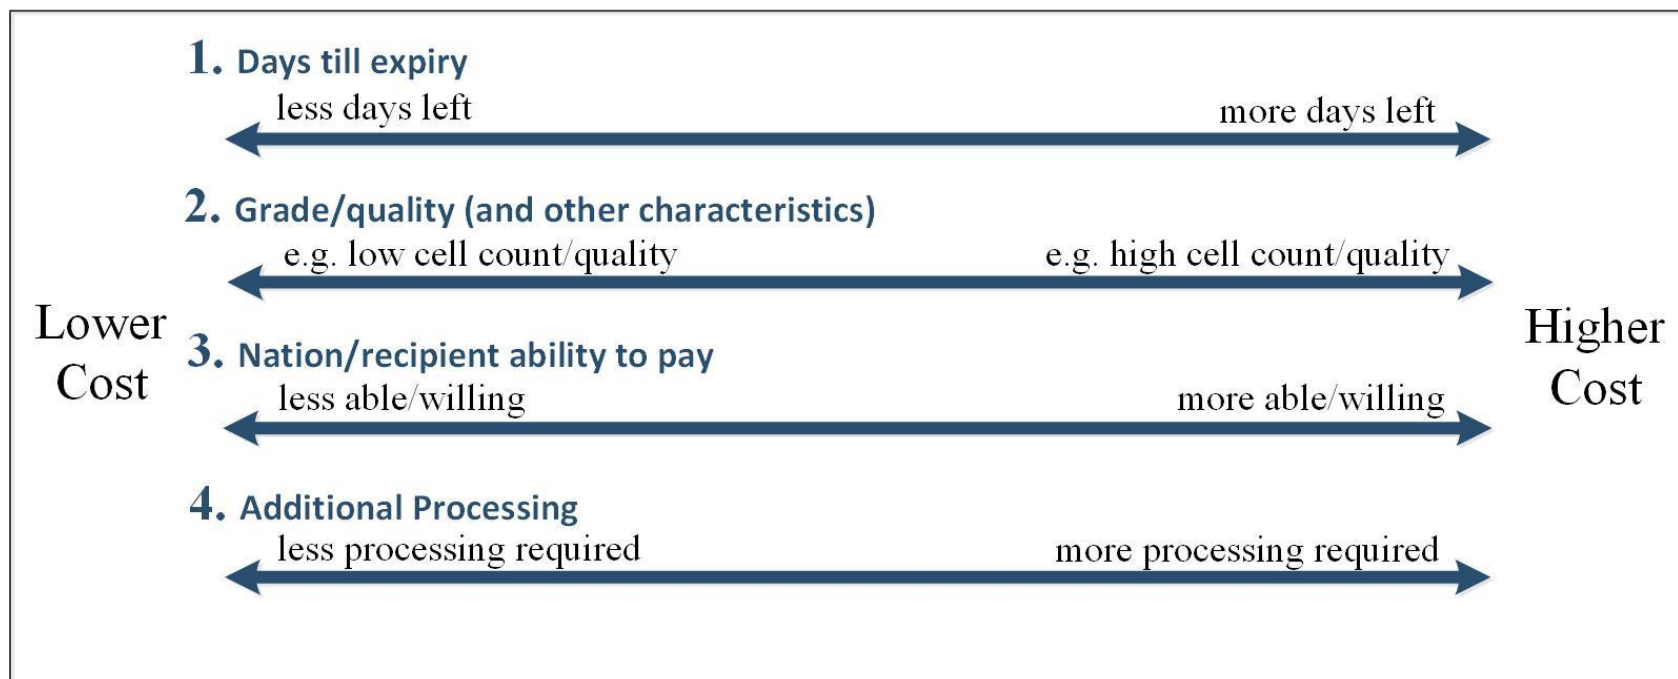 1. Days till expiry
less days left
more days left
2. Grade/quality (and other characteristics)
e.g. low cell count/quality
e.g. high cell count/quality
Lower
Cost
Higher
Cost
3. Nation/recipient ability to pay
less able/willing
more able/willing
4. Additional Processing
less processing required
more processing required